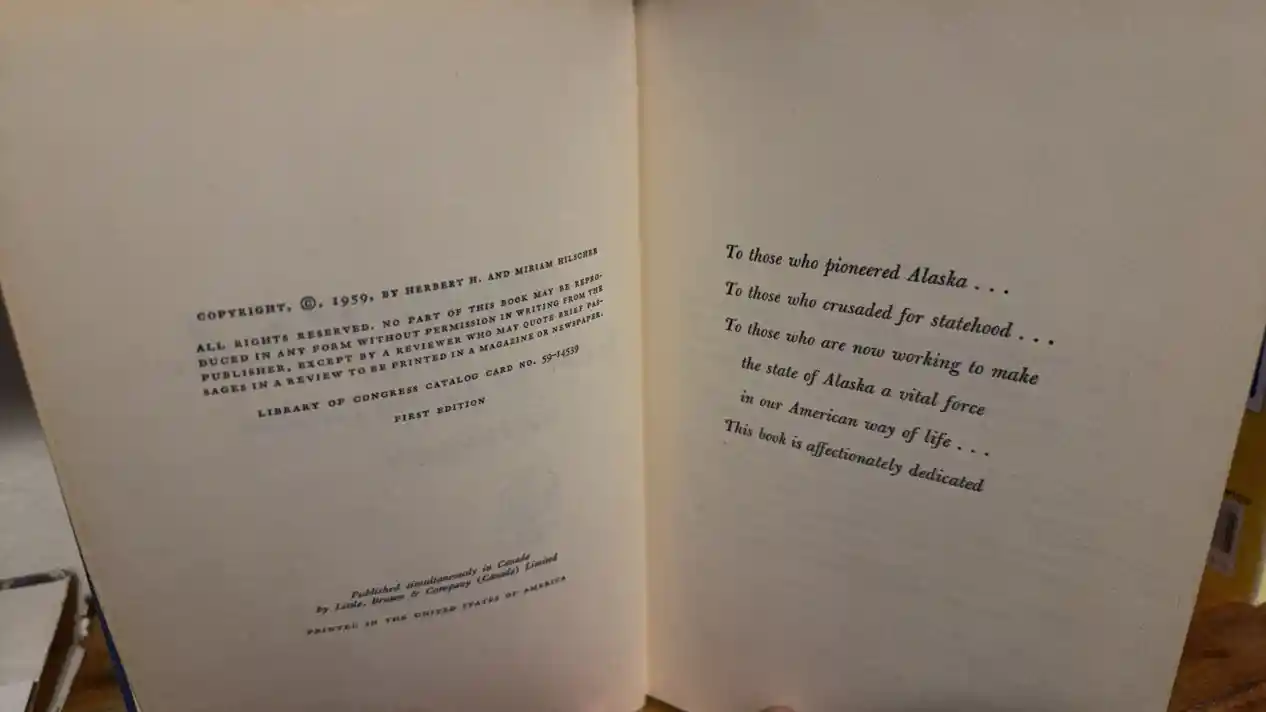 COPYRIGHT, ©, 1959, BY HERBERT H. AND MIRIAM HILSCHER
ALL RIGHTS RESERVED. NO PART OF THIS BOOK MAY BE REPRO-
DUCED IN ANY FORM WITHOUT PERMISSION IN WRITING FROM THE
PUBLISHER, EXCEPT BY A REVIEWER WHO MAY QUOTE BRIEF PAS-
SAGES IN A REVIEW TO BE PRINTED IN A MAGAZINE OR NEWSPAPER.
LIBRARY OF CONGRESS CATALOG CARD NO. 59-14539
FIRST EDITION
Published simultaneously in Canada
by Little, Brown & Company (Canada) Limited
PRINTED IN THE UNITED STATES OF AMERICA
To those who pioneered Alaska . . .
To those who crusaded for statehood . . .
To those who are now working to make
the state of Alaska a vital force
in our American way of life . . .
This book is affectionately dedicated